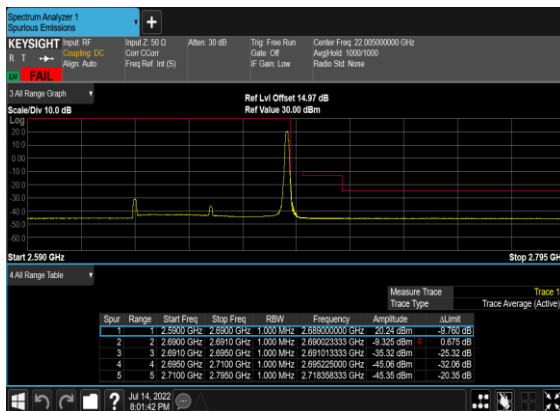 Spectrum Analyzer 1
Spurious Emissions
+
KEYSIGHT Input: RF Input Z: 50 Ω Atten: 30 dB Trig: Free Run Center Freq: 22.005000000 GHz
R T Coupling: DC Corr CCorr Gate: Off Avg|Hold: 1000/1000
Align: Auto Freq Ref: Int (S) IF Gain: Low Radio Std: None
FAIL
3 All Range Graph
Ref Lvl Offset 14.97 dB
Scale/Div 10.0 dB Ref Value 30.00 dBm
Log
20.0
10.0
0.00
-10.0
-20.0
-30.0
-40.0
-50.0
-60.0
Start 2.590 GHz Stop 2.795 GH
4 All Range Table
Measure Trace Trace 1
Trace Type Trace Average (Active)
Spur Range Start Freq Stop Freq RBW Frequency Amplitude ΔLimit
1 1 2.5900 GHz 2.6900 GHz 1.000 MHz 2.689000000 GHz 20.24 dBm -9.760 dB
2 2 2.6900 GHz 2.6910 GHz 1.000 MHz 2.690023333 GHz -9.325 dBm F 0.675 dB
3 3 2.6910 GHz 2.6950 GHz 1.000 MHz 2.691013333 GHz -35.32 dBm -25.32 dB
4 4 2.6950 GHz 2.7100 GHz 1.000 MHz 2.695225000 GHz -45.06 dBm -32.06 dB
5 5 2.7100 GHz 2.7950 GHz 1.000 MHz 2.718358333 GHz -45.35 dBm -20.35 dB
?
Jul 14, 2022
8:01:42 PM